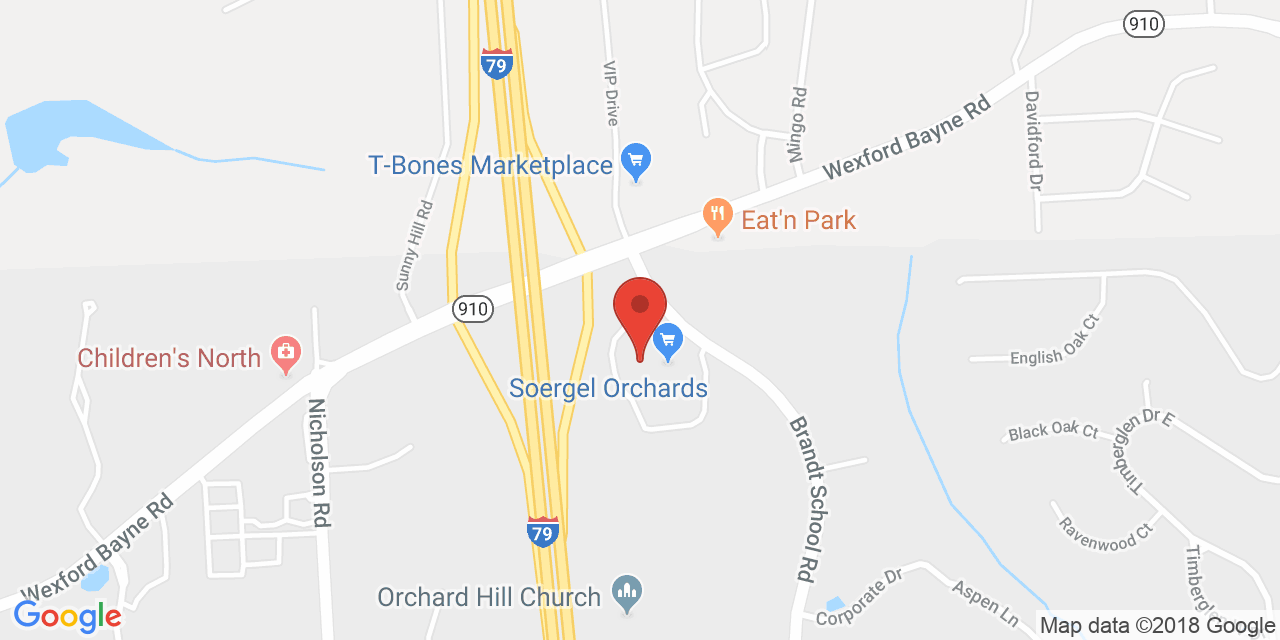 910
79
VIP Drive
Mingo Rd
Wexford Bayne Rd
Davidford Dr
T-Bones Marketplace
Eat'n Park
Sunny Hill Rd
910
Children's North
English Oak Ct
Soergel Orchards
Nicholson Rd
Brandt School Rd
Black Oak Ct
Timberglen Dr E
Wexford Bayne Rd
79
Ravenwood Ct
Orchard Hill Church
Corporate Dr
Aspen Ln
Timbergle
Google
Map data ©2018 Google